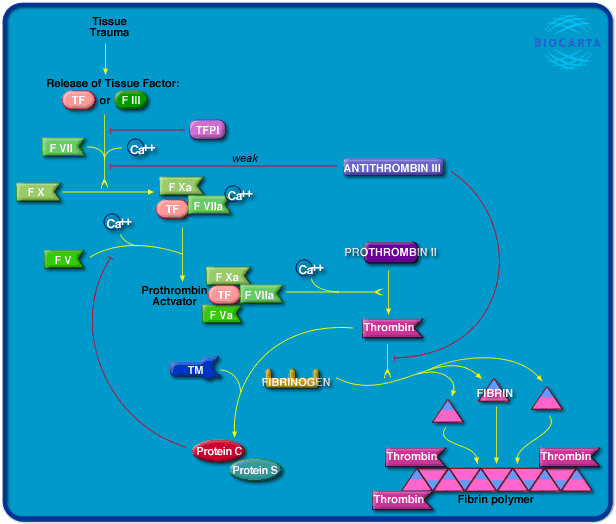 Tissue
Trauma
BIOCARTA
Release of Tissue Factor:
TF or F III
TFPI
F VII
Ca++
weak
ANTITHROMBIN III
F X
F Xa
Ca++
TF
F VIIa
Ca++
F V
PROTHROMBIN II
Ca++
F Xa
Prothrombin
Actvator
TF
F VIIa
F Va
Thrombin
TM
FIBRINOGEN
FIBRIN
Protein C
Protein S
Thrombin
Thrombin
Thrombin
Fibrin polymer